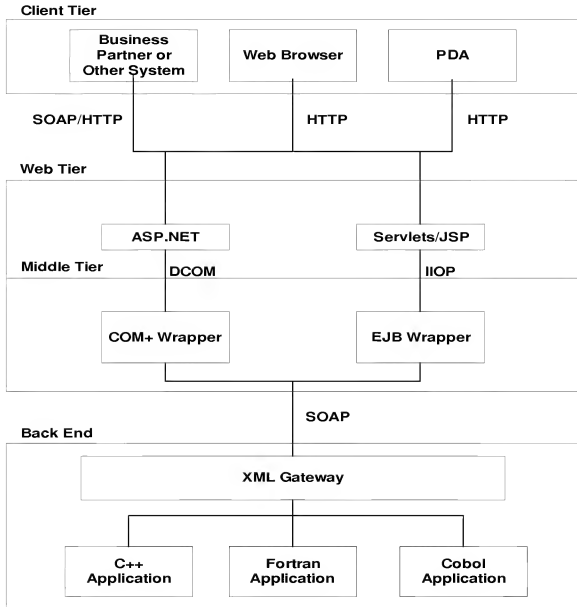 Client Tier
Business
Partner or
Other System
Web Browser
PDA
SOAP/HTTP
HTTP
HTTP
Web Tier
ASP.NET
Servlets/JSP
Middle Tier
DCOM
IIOP
COM+ Wrapper
EJB Wrapper
SOAP
Back End
XML Gateway
C++
Application
Fortran
Application
Cobol
Application